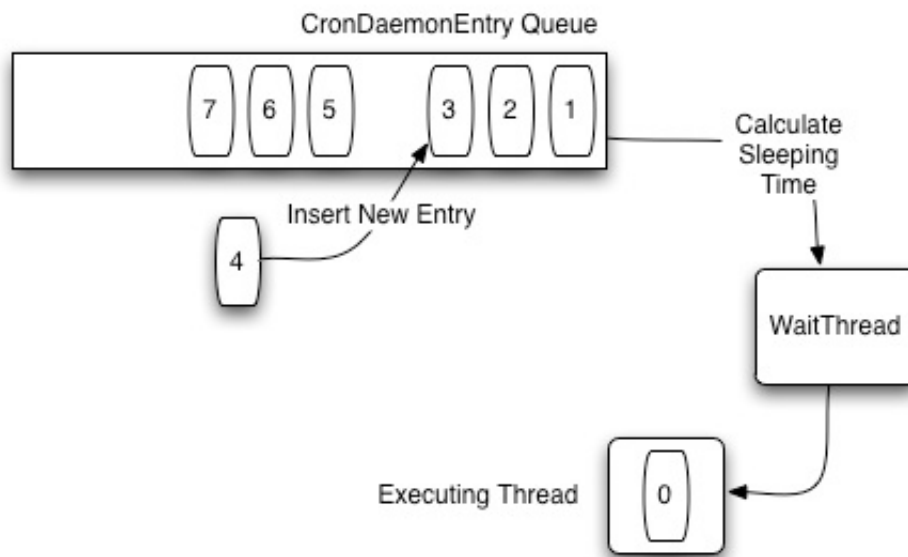 CronDaemonEntry Queue
7 6 5 3 2 1
Calculate
Sleeping
Time
Insert New Entry
4
WaitThread
Executing Thread
0